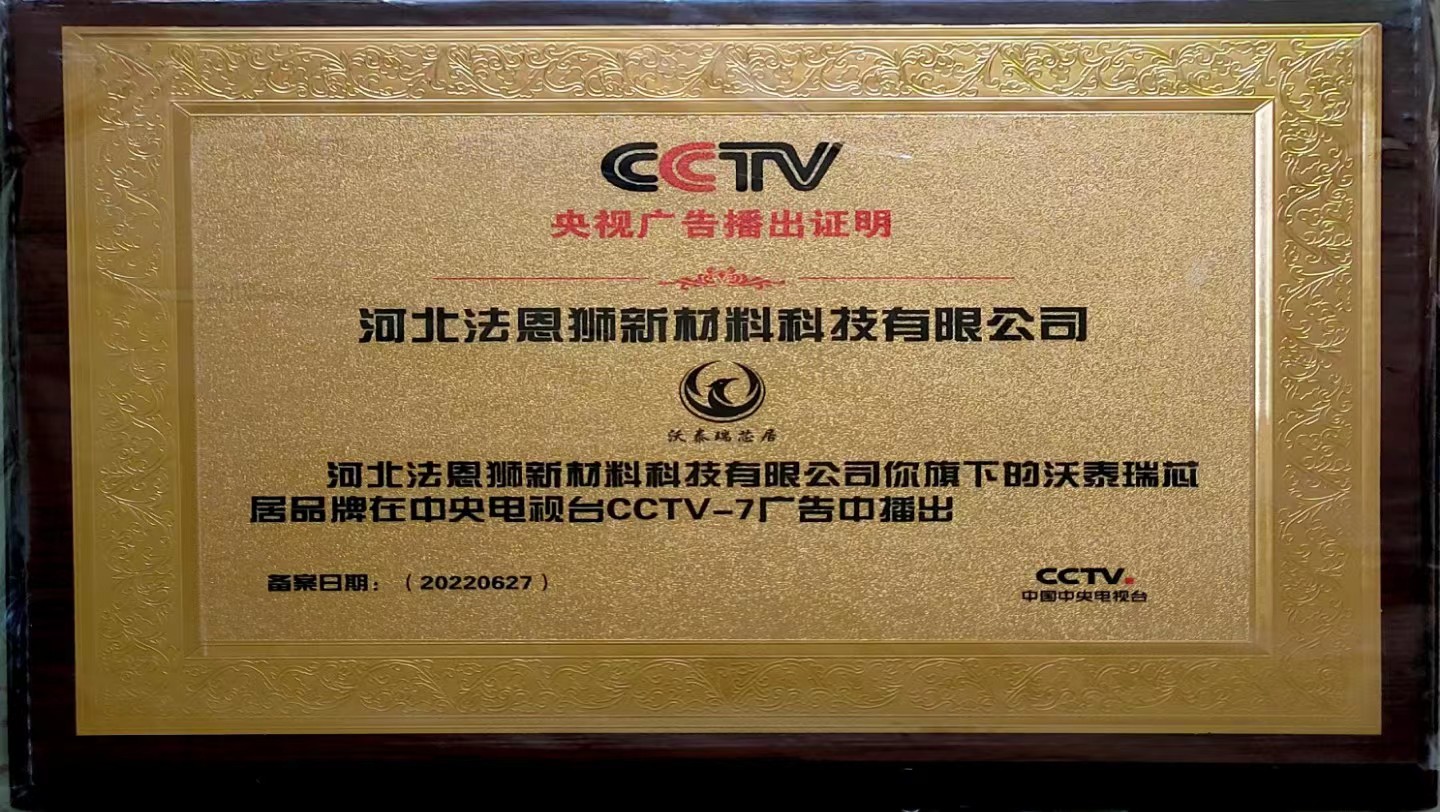 CCTV
央视广告播出证明
河北法恩狮新材料科技有限公司
沃泰瑞芯居
河北法恩狮新材料科技有限公司你旗下的沃泰瑞芯
居品牌在中央电视台CCTV-7广告中播出
备案日期：（20220627）
CCTV.
中国中央电视台